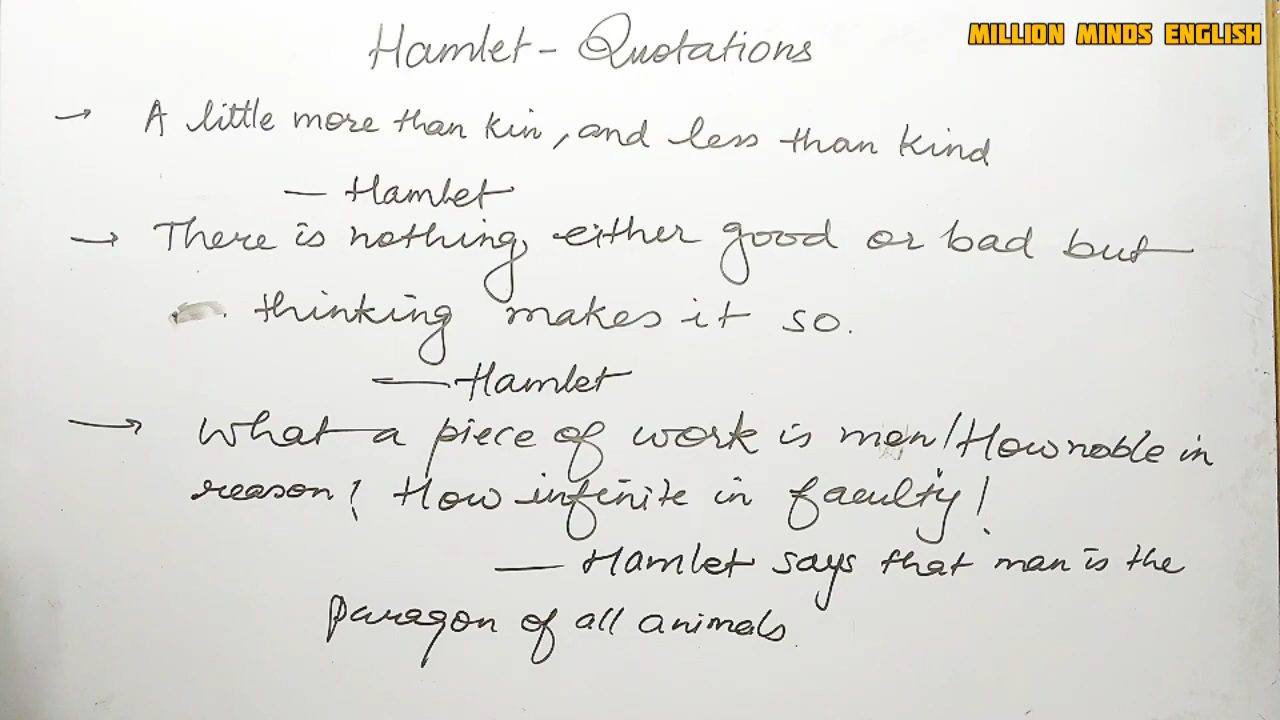 MILLION MINDS ENGLISH
Hamlet - Quotations
→ A little more than kin, and less than kind
— Hamlet
→ There is nothing, either good or bad but
thinking makes it so.
— Hamlet
→ What a piece of work is man! How noble in
reason! How infinite in faculty!
— Hamlet says that man is the
Paragon of all animals.